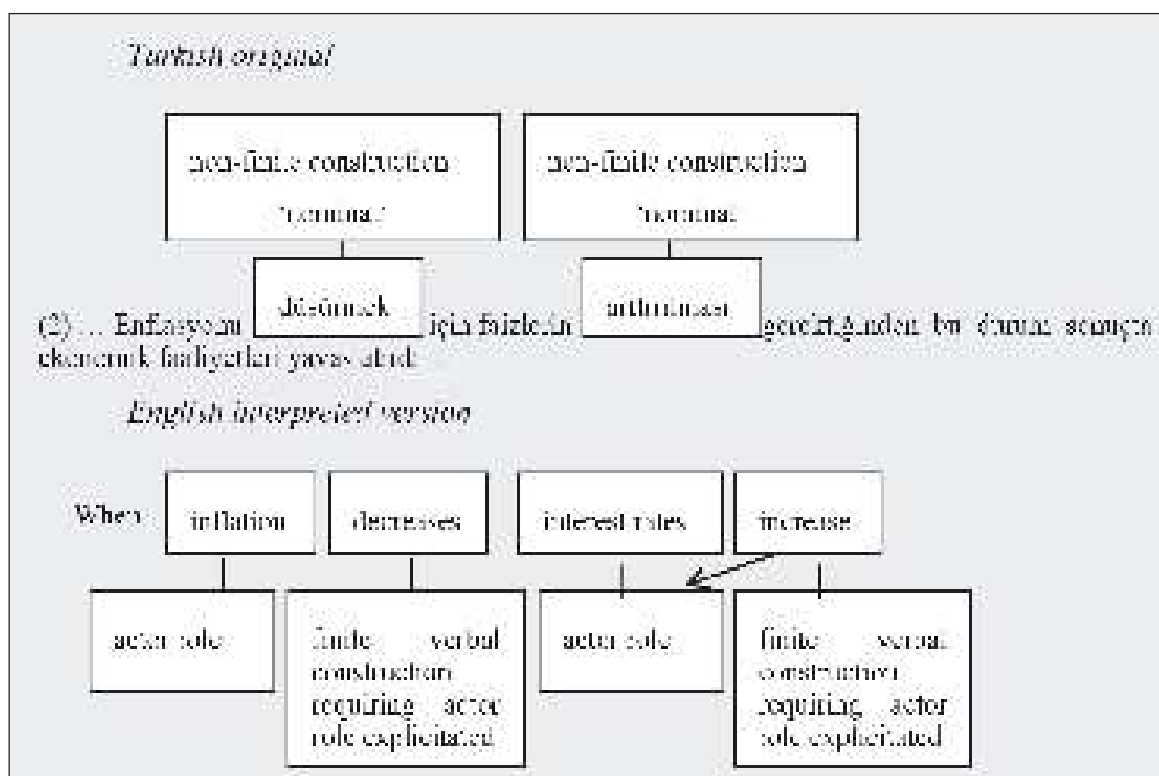 Turkish original
non-finite construction non-finite construction
'nominal' 'nominal'
düşürmek arttırılması
(2) ... Enflasyonu için faizlerin gerektiğinden bu durum sonuçta
ekonomik faaliyetleri
English interpreted version
When inflation decreases interest rates increase
actor role
finite verbal
construction
requiring actor
role explicitated
actor role
finite verbal
construction
requiring actor
role explicitated